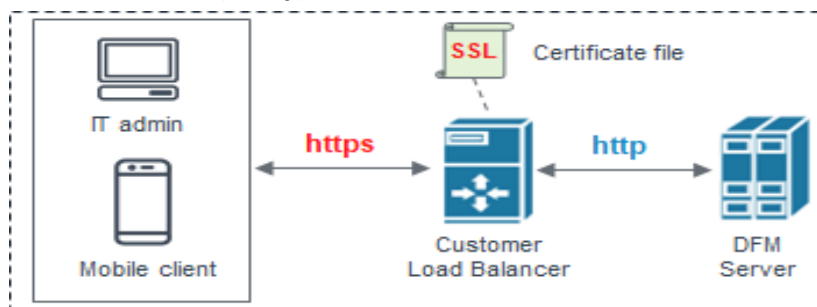 SSL
Certificate file
IT admin
https
http
Mobile client
Customer
Load Balancer
DFM
Server